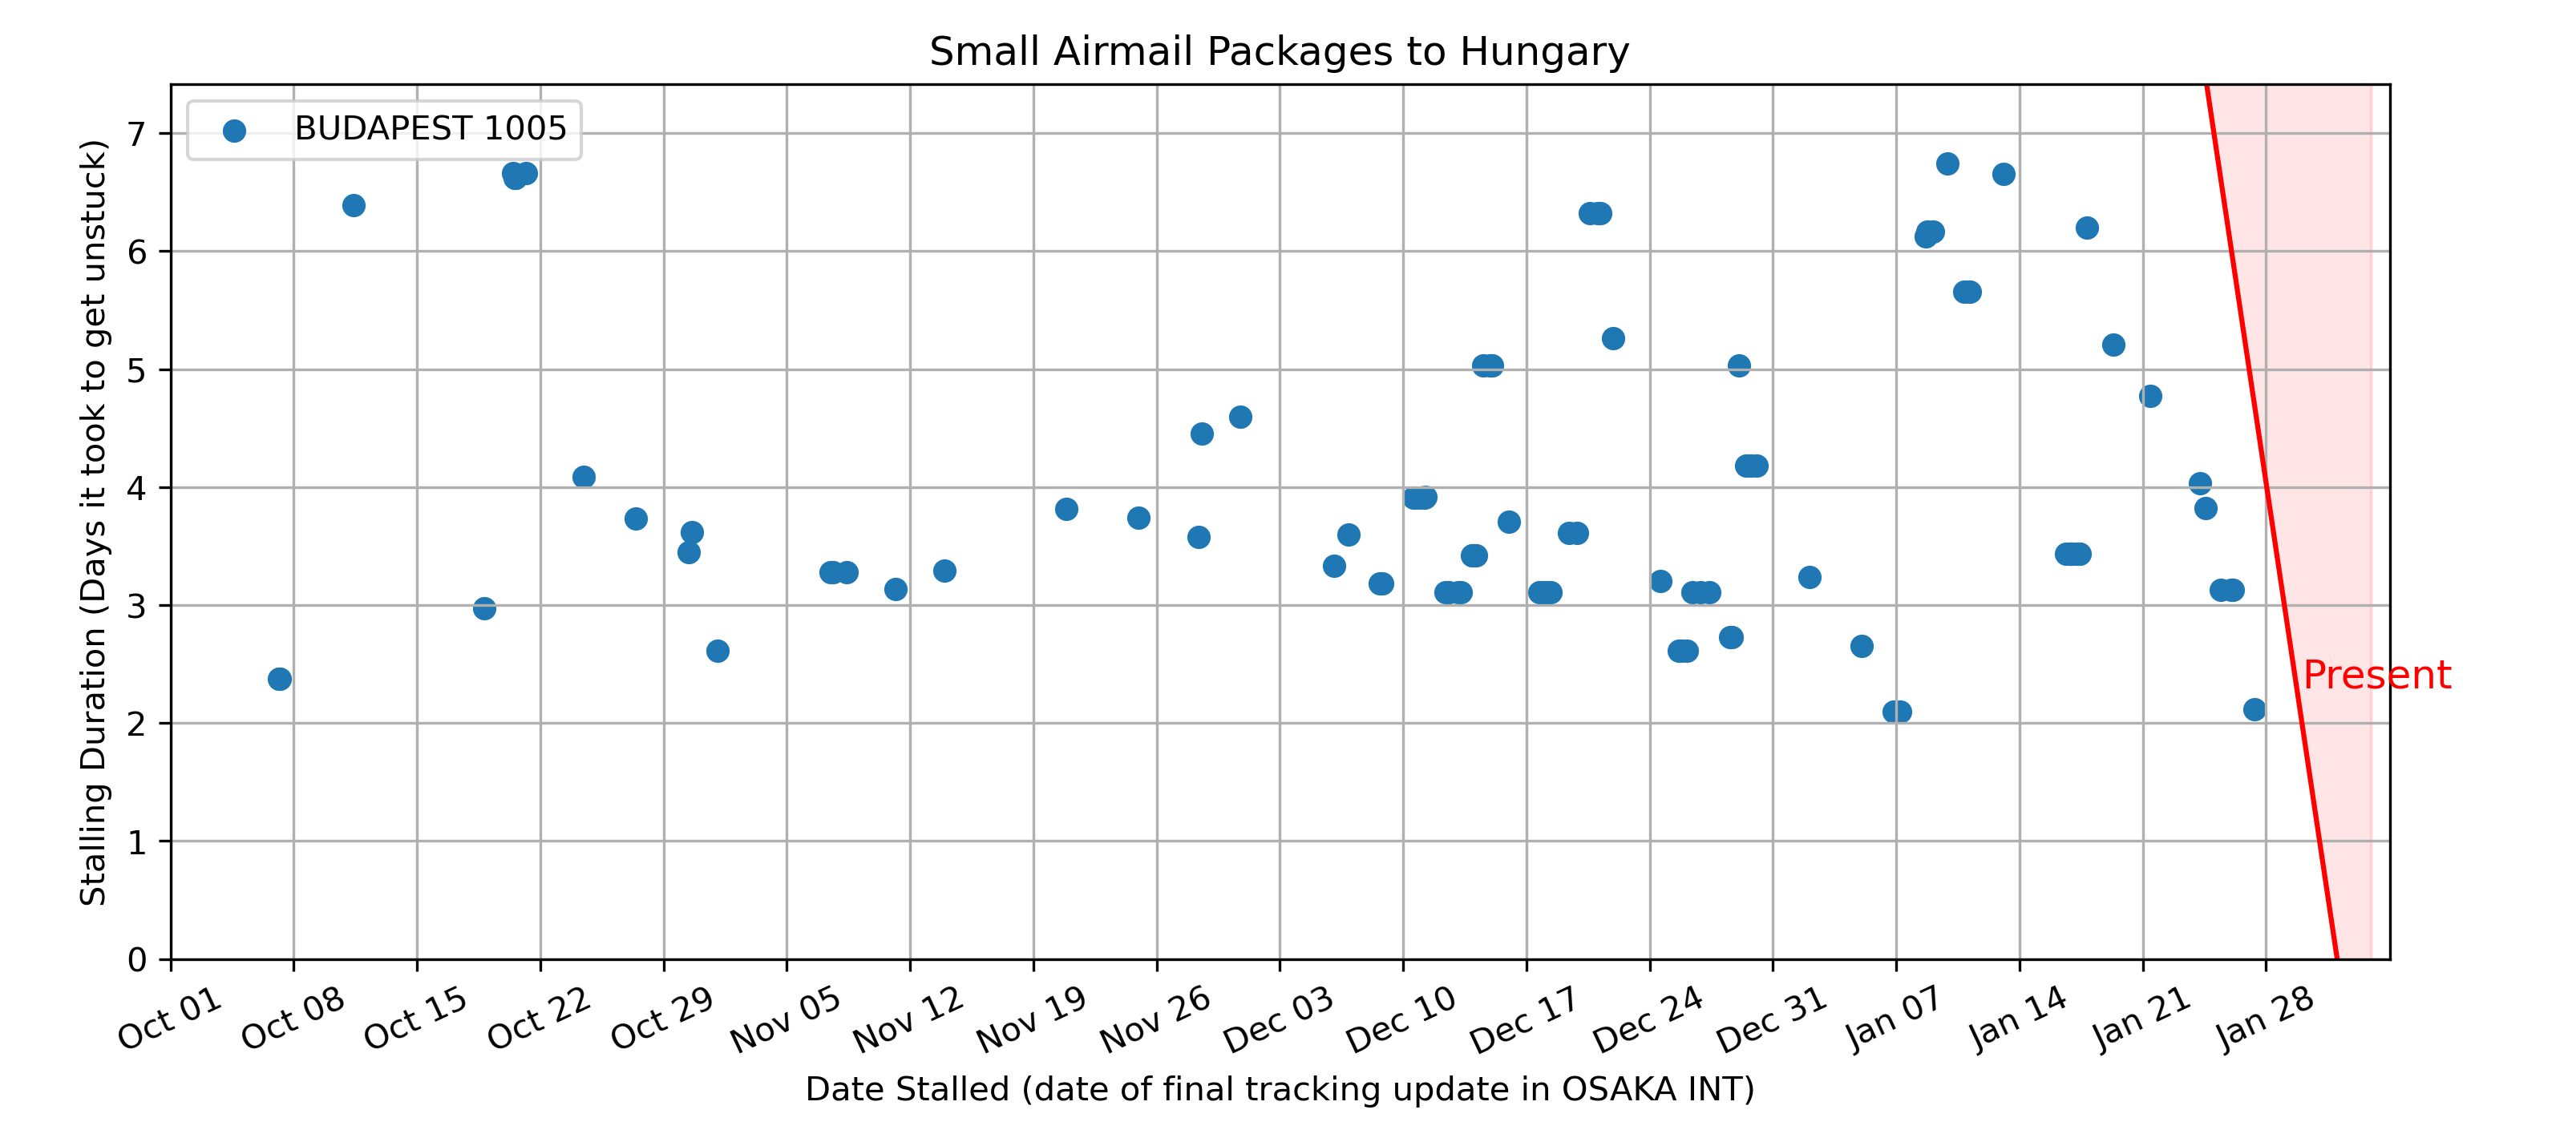 Small Airmail Packages to Hungary
BUDAPEST 1005
Stalling Duration (Days it took to get unstuck)
7
6
5
4
3
2
1
0
Present
Oct 01
Oct 08
Oct 15
Oct 22
Oct 29
Nov 05
Nov 12
Nov 19
Nov 26
Dec 03
Dec 10
Dec 17
Dec 24
Dec 31
Jan 07
Jan 14
Jan 21
Jan 28
Date Stalled (date of final tracking update in OSAKA INT)